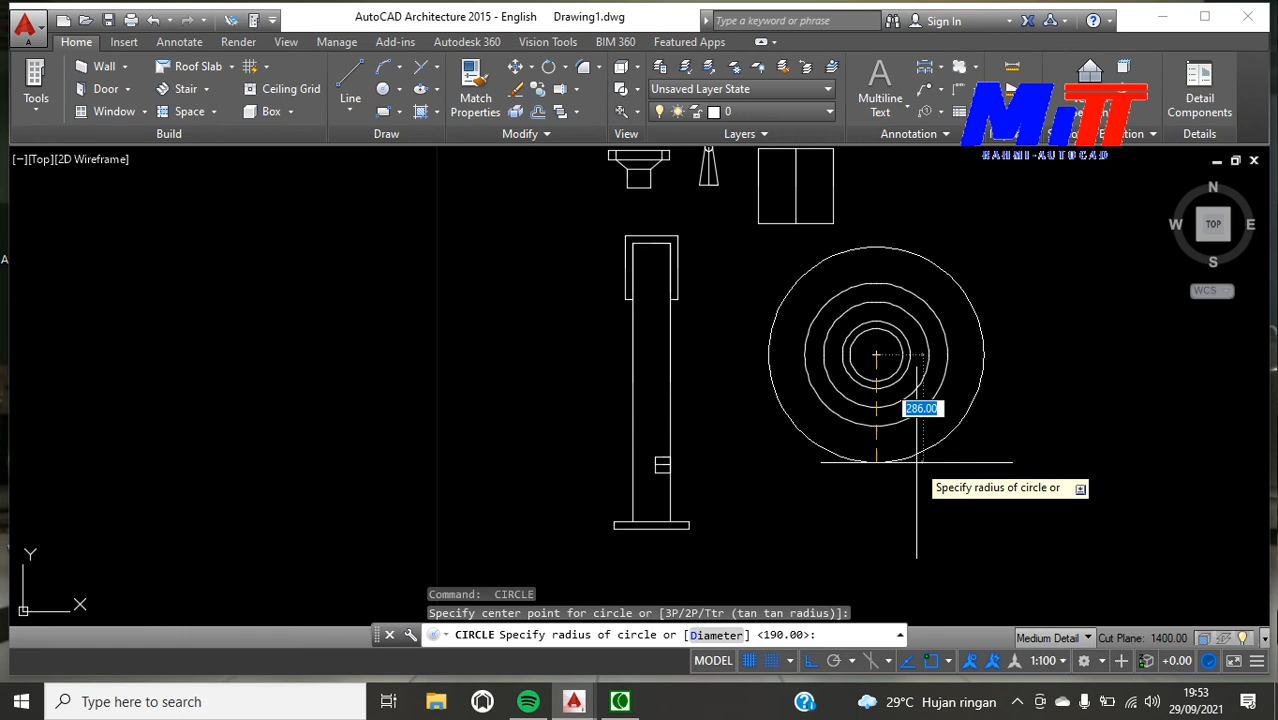 AutoCAD Architecture 2015 - English Drawing1.dwg
Type a keyword or phrase
Sign In
Home Insert Annotate Render View Manage Add-ins Autodesk 360 Vision Tools BIM 360 Featured Apps
Tools
Wall
Door
Window
Roof Slab
Stair
Space
Ceiling Grid
Box
Line
Match
Properties
Unsaved Layer State
0
Multiline
Text
Detail
Components
Build Draw Modify View Layers Annotation Details
MiTT
HAHMI-AUTOCAD
[−][Top][2D Wireframe]
N
W TOP E
S
WCS
286.00
Specify radius of circle or
Y
X
Command: CIRCLE
Specify center point for circle or [3P/2P/Ttr (tan tan radius)]:
CIRCLE Specify radius of circle or [Diameter] <190.00>:
Medium Detail Cut Plane: 1400.00
MODEL 1:100 +0.00
Type here to search
29°C Hujan ringan
19:53
29/09/2021